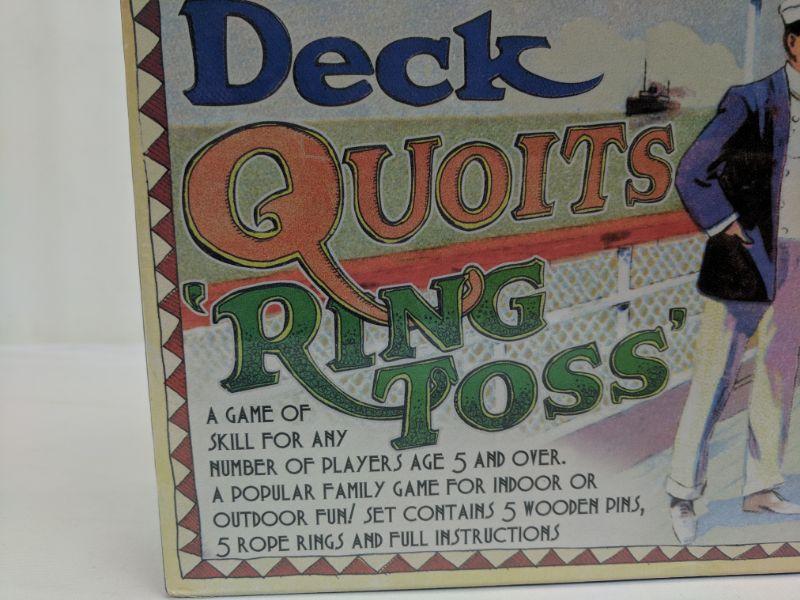 Deck
QUOITS
'RING
TOSS'
A GAME OF
SKILL FOR ANY
NUMBER OF PLAYERS AGE 5 AND OVER.
A POPULAR FAMILY GAME FOR INDOOR OR
OUTDOOR FUN! SET CONTAINS 5 WOODEN PINS,
5 ROPE RINGS AND FULL INSTRUCTIONS